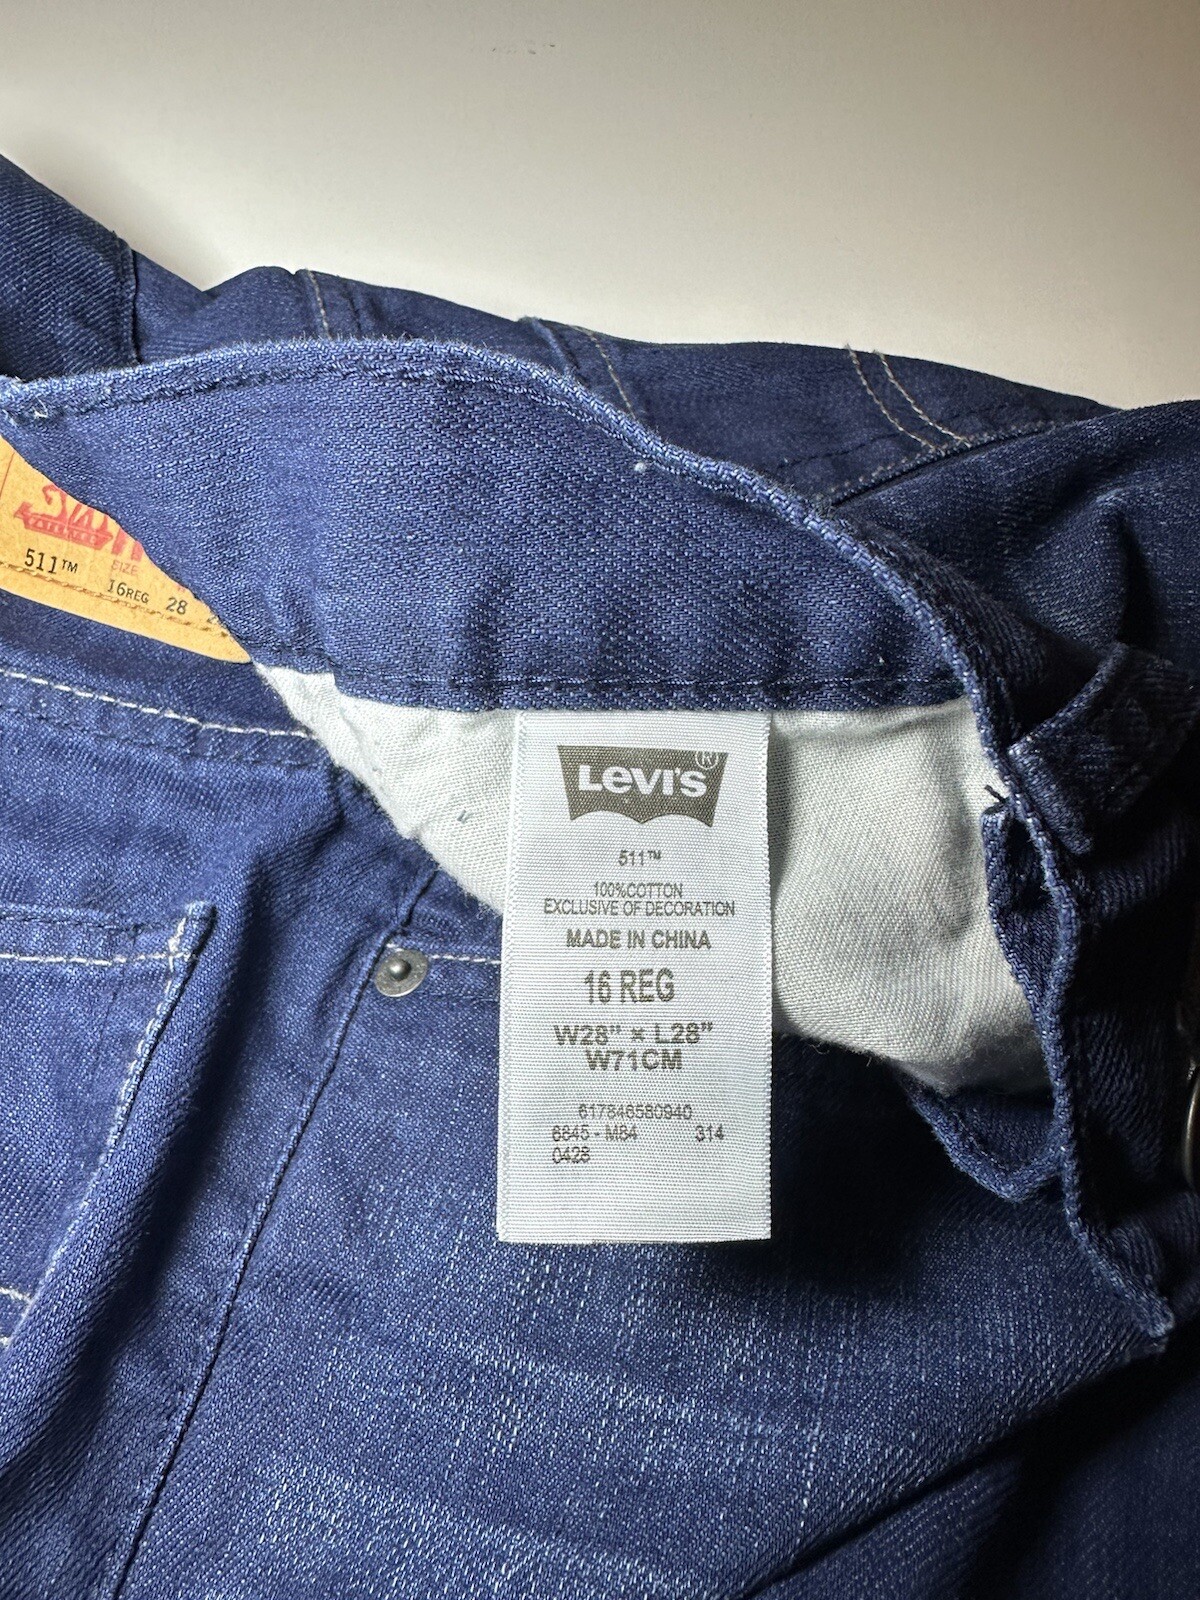 PATENTED
SIZE
511™
16REG 28
LEVI'S®
511™
100%COTTON
EXCLUSIVE OF DECORATION
MADE IN CHINA
16 REG
W28" × L28"
W71CM
617846580940
6845 - M84 314
0428